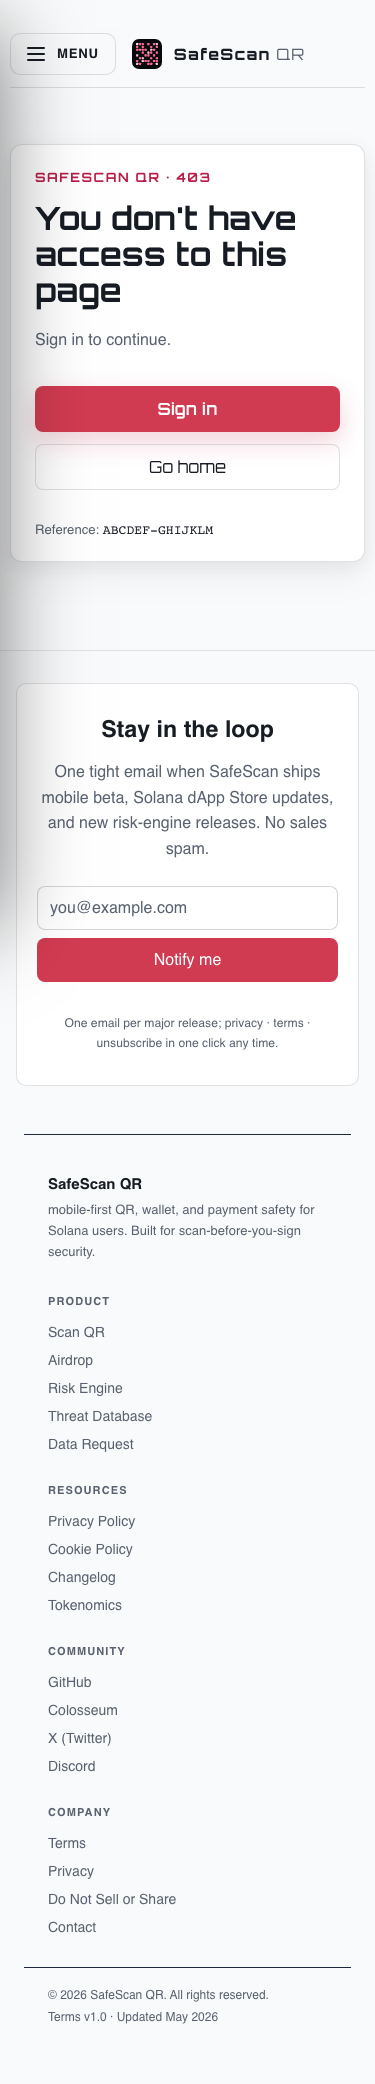 MENU
SafeScan QR
SAFESCAN QR · 403
You don't have
access to this
page
Sign in to continue.
Sign in
Go home
Reference: ABCDEF-GHIJKLM
Stay in the loop
One tight email when SafeScan ships
mobile beta, Solana dApp Store updates,
and new risk-engine releases. No sales
spam.
you@example.com
Notify me
One email per major release; privacy · terms ·
unsubscribe in one click any time.
SafeScan QR
mobile-first QR, wallet, and payment safety for
Solana users. Built for scan-before-you-sign
security.
PRODUCT
Scan QR
Airdrop
Risk Engine
Threat Database
Data Request
RESOURCES
Privacy Policy
Cookie Policy
Changelog
Tokenomics
COMMUNITY
GitHub
Colosseum
X (Twitter)
Discord
COMPANY
Terms
Privacy
Do Not Sell or Share
Contact
© 2026 SafeScan QR. All rights reserved.
Terms v1.0 · Updated May 2026